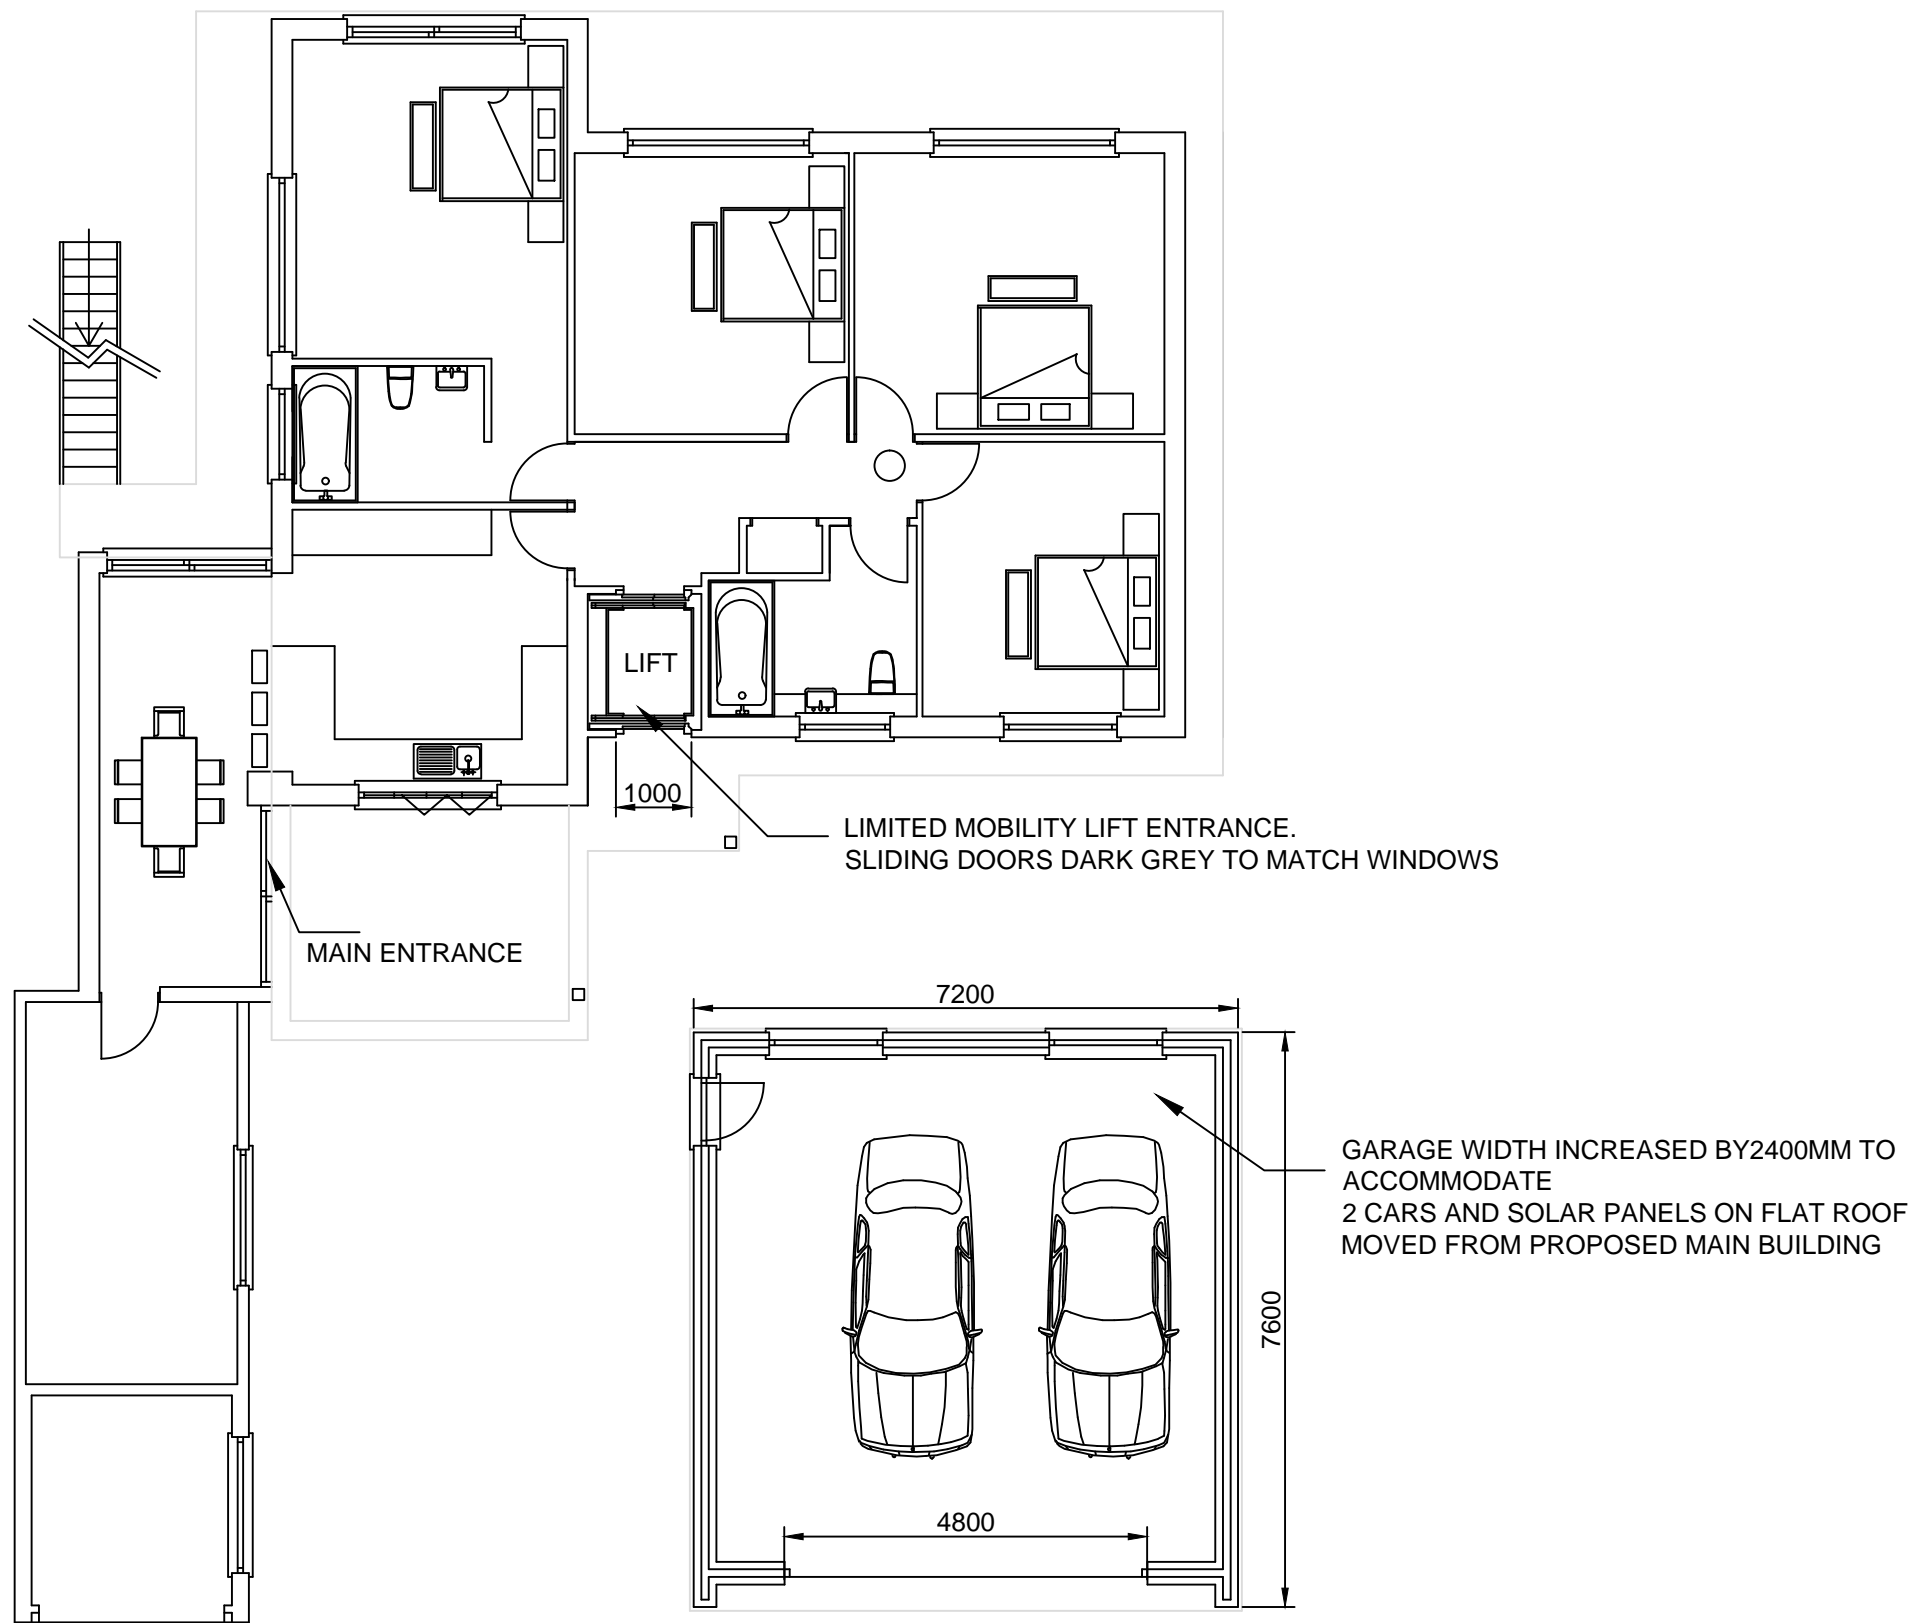 LIFT
1000
LIMITED MOBILITY LIFT ENTRANCE.
SLIDING DOORS DARK GREY TO MATCH WINDOWS
MAIN ENTRANCE
7200
GARAGE WIDTH INCREASED BY2400MM TO
ACCOMMODATE
2 CARS AND SOLAR PANELS ON FLAT ROOF
MOVED FROM PROPOSED MAIN BUILDING
7600
4800